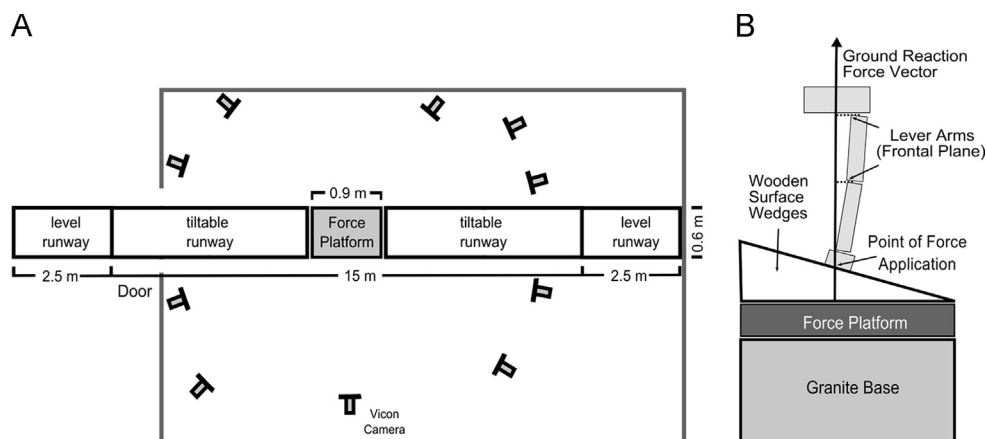 A
0.9 m
level
runway
tiltable
runway
Force
Platform
tiltable
runway
level
runway
0.6 m
2.5 m
15 m
2.5 m
Door
Vicon
Camera
B
Ground Reaction
Force Vector
Lever Arms
(Frontal Plane)
Wooden
Surface
Wedges
Point of Force
Application
Force Platform
Granite Base